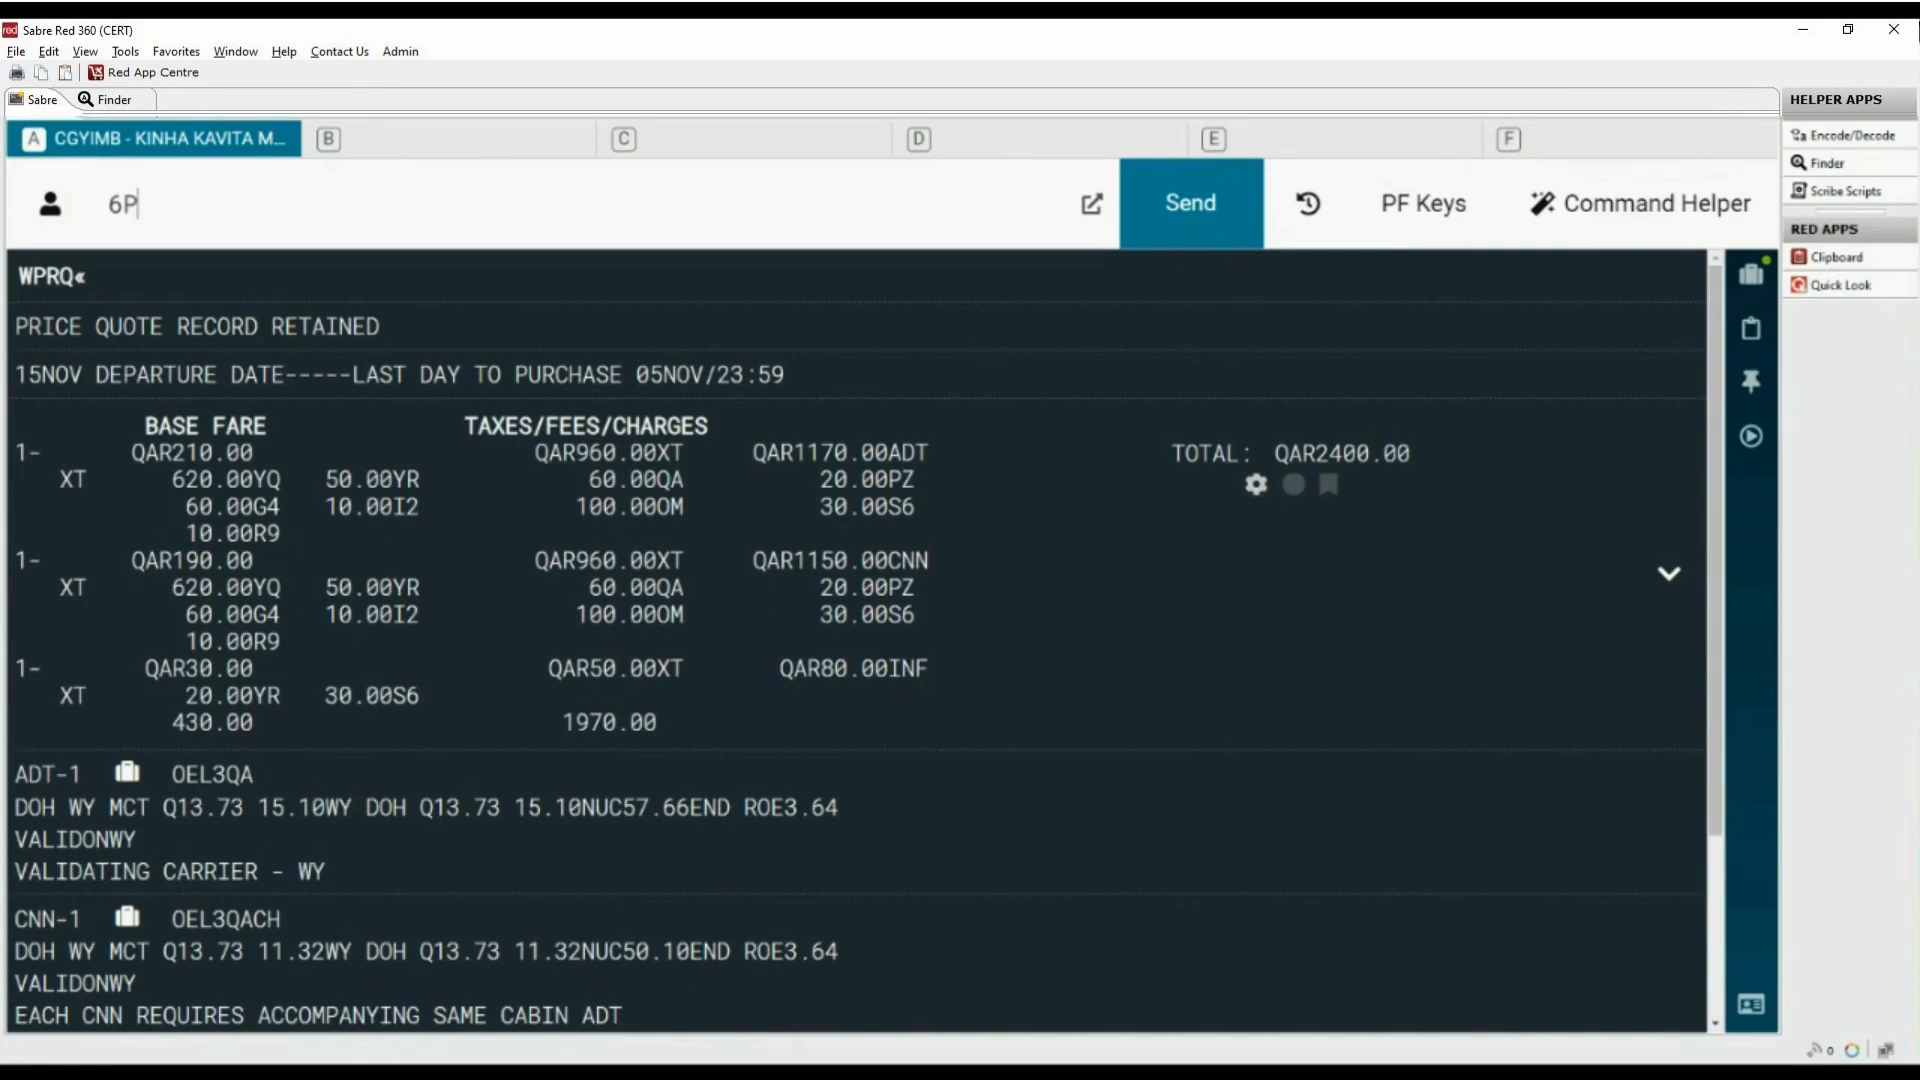 red Sabre Red 360 (CERT)
File Edit View Tools Favorites Window Help Contact Us Admin
Red App Centre
Sabre Finder
A CGYIMB - KINHA KAVITA M... B C D E F
6P Send PF Keys Command Helper
WPRQ«
PRICE QUOTE RECORD RETAINED
15NOV DEPARTURE DATE-----LAST DAY TO PURCHASE 05NOV/23:59
BASE FARE TAXES/FEES/CHARGES
1- QAR210.00 QAR960.00XT QAR1170.00ADT TOTAL: QAR2400.00
XT 620.00YQ 50.00YR 60.00QA 20.00PZ
60.00G4 10.00I2 100.00OM 30.00S6
10.00R9
1- QAR190.00 QAR960.00XT QAR1150.00CNN
XT 620.00YQ 50.00YR 60.00QA 20.00PZ
60.00G4 10.00I2 100.00OM 30.00S6
10.00R9
1- QAR30.00 QAR50.00XT QAR80.00INF
XT 20.00YR 30.00S6
430.00 1970.00
ADT-1 OEL3QA
DOH WY MCT Q13.73 15.10WY DOH Q13.73 15.10NUC57.66END ROE3.64
VALIDONWY
VALIDATING CARRIER - WY
CNN-1 OEL3QACH
DOH WY MCT Q13.73 11.32WY DOH Q13.73 11.32NUC50.10END ROE3.64
VALIDONWY
EACH CNN REQUIRES ACCOMPANYING SAME CABIN ADT
HELPER APPS
Encode/Decode
Finder
Scribe Scripts
RED APPS
Clipboard
Quick Look
0